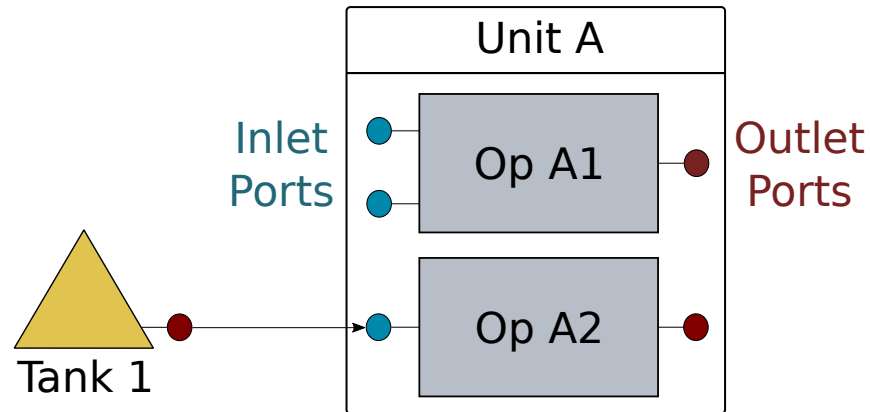 Unit A
Inlet
Ports
Op A1
Outlet
Ports
Op A2
Tank 1